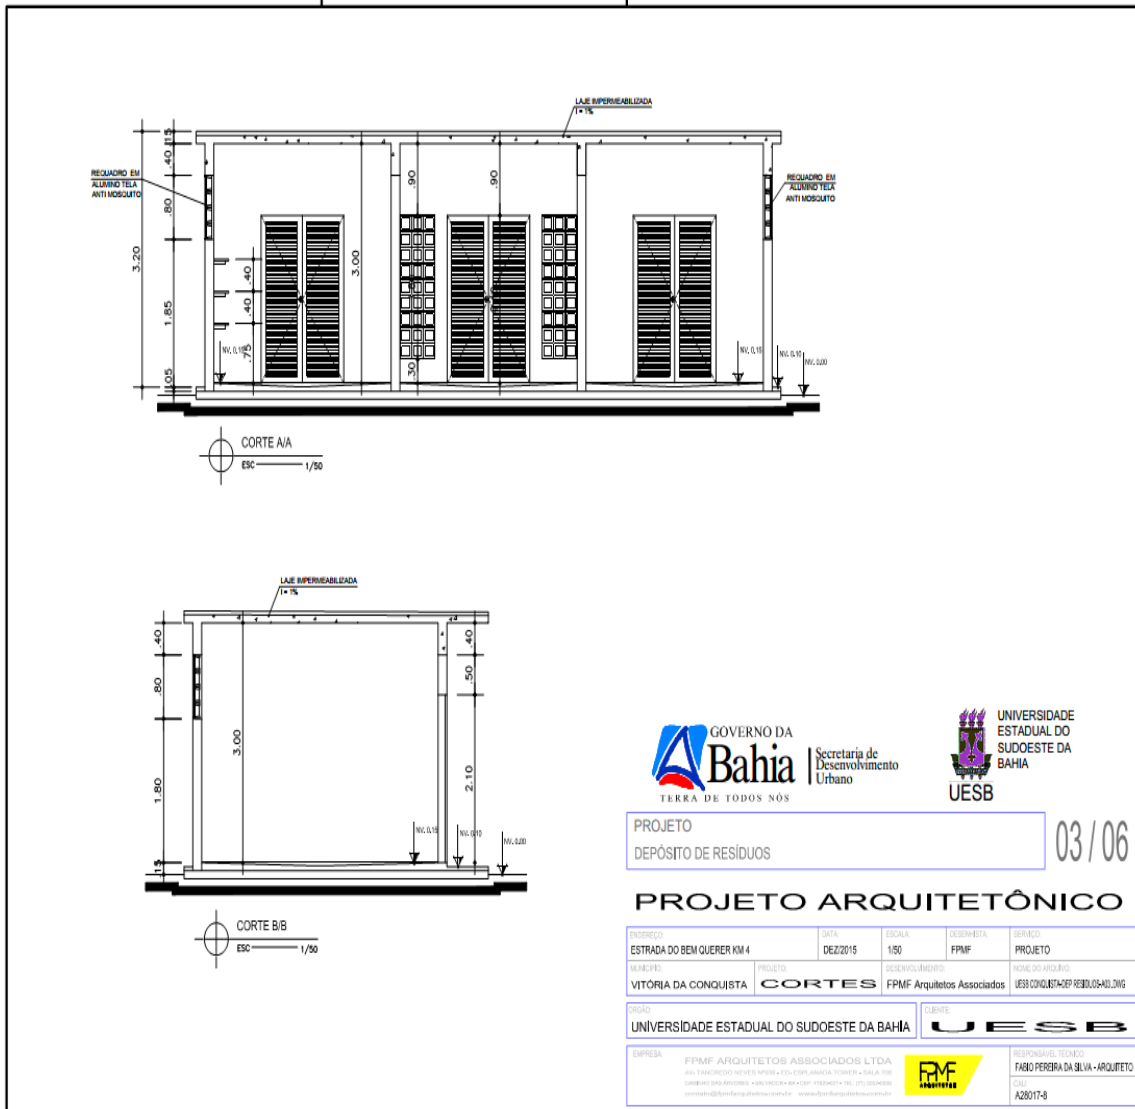 LAJE IMPERMEABILIZADA
I = 1%
REQUADRO EM
ALUMINO TELA
ANTI MOSQUITO
REQUADRO EM
ALUMINO TELA
ANTI MOSQUITO
.15
.40
.80
3.20
1.85
.05
.40
.40
.75
3.00
.90
.90
.30
NV. 0.15
NV. 0.15
NV. 0.10
NV. 0.00
CORTE A/A
ESC 1/50
LAJE IMPERMEABILIZADA
I = 1%
.40
.80
1.80
.15
3.00
.40
.50
2.10
NV. 0.15
NV. 0.10
NV. 0.00
CORTE B/B
ESC 1/50
GOVERNO DA
Bahia
TERRA DE TODOS NÓS
Secretaria de
Desenvolvimento
Urbano
UNIVERSIDADE
ESTADUAL DO
SUDOESTE DA
BAHIA
UESB
PROJETO
DEPÓSITO DE RESÍDUOS
03 / 06
PROJETO ARQUITETÔNICO
ENDEREÇO:
ESTRADA DO BEM QUERER KM 4
DATA:
DEZ/2015
ESCALA:
1/50
DESENHISTA:
FPMF
SERVIÇO:
PROJETO
MUNICÍPIO:
VITÓRIA DA CONQUISTA
PROJETO:
CORTES
DESENVOLVIMENTO:
FPMF Arquitetos Associados
NOME DO ARQUIVO:
UESB CONQUISTA-DEP RESIDUOS-A03.DWG
ORGÃO:
UNIVERSIDADE ESTADUAL DO SUDOESTE DA BAHIA
CLIENTE:
UESB
EMPRESA:
FPMF ARQUITETOS ASSOCIADOS LTDA
FPMF
ARQUITETOS
RESPONSÁVEL TÉCNICO:
FABIO PEREIRA DA SILVA - ARQUITETO
CAU:
A28017-8